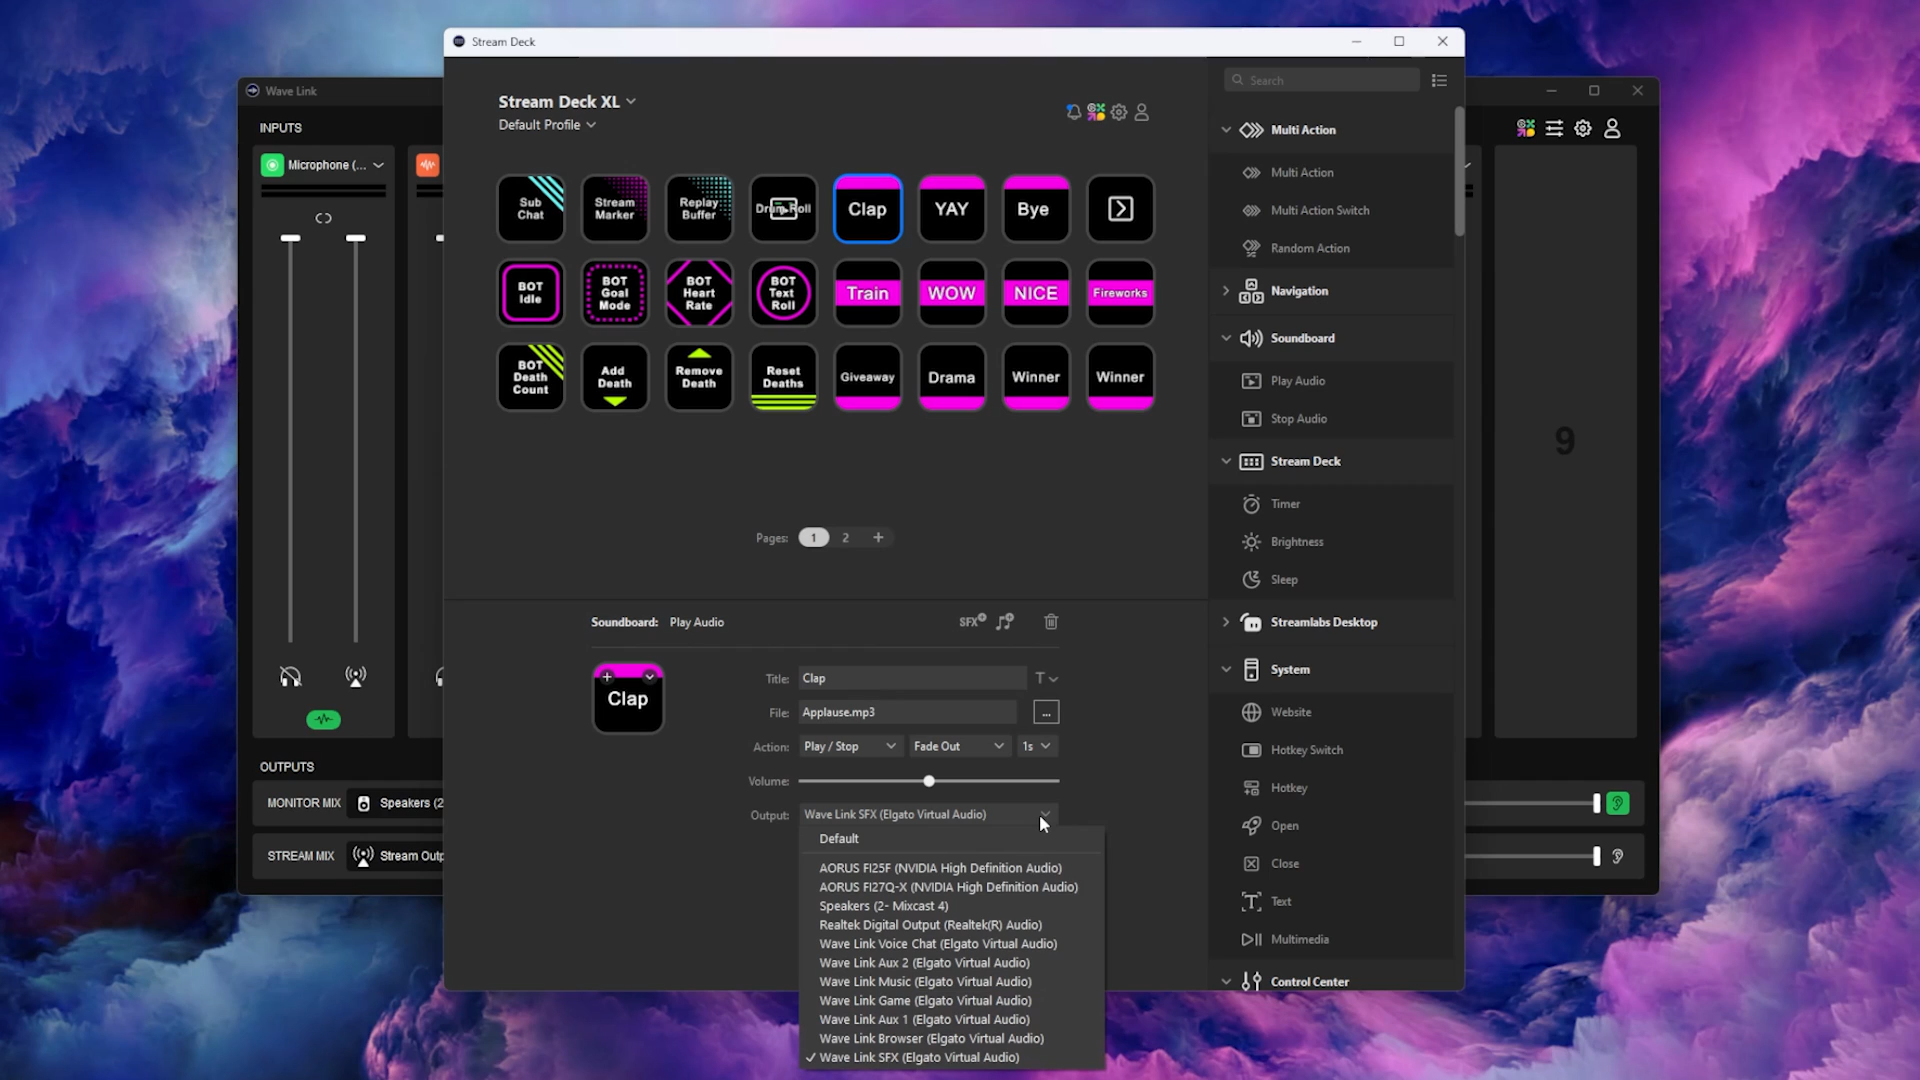 Stream Deck
Search
Wave Link
INPUTS
Microphone (...
Stream Deck XL
Default Profile
Sub
Chat
Stream
Marker
Replay
Buffer
Drum Roll
Clap
YAY
Bye
BOT
Idle
BOT
Goal
Mode
BOT
Heart
Rate
BOT
Text
Roll
Train
WOW
NICE
Fireworks
BOT
Death
Count
Add
Death
Remove
Death
Reset
Deaths
Giveaway
Drama
Winner
Winner
Pages:
1
2
+
Multi Action
Multi Action
Multi Action Switch
Random Action
Navigation
Soundboard
Play Audio
Stop Audio
Stream Deck
Timer
Brightness
Sleep
Streamlabs Desktop
System
Website
Hotkey Switch
Hotkey
Open
Close
Text
Multimedia
Control Center
9
Soundboard: Play Audio
SFX
Clap
Title: Clap
T
File: Applause.mp3
...
Action: Play / Stop Fade Out 1s
Volume:
Output: Wave Link SFX (Elgato Virtual Audio)
Default
AORUS FI25F (NVIDIA High Definition Audio)
AORUS FI27Q-X (NVIDIA High Definition Audio)
Speakers (2- Mixcast 4)
Realtek Digital Output (Realtek(R) Audio)
Wave Link Voice Chat (Elgato Virtual Audio)
Wave Link Aux 2 (Elgato Virtual Audio)
Wave Link Music (Elgato Virtual Audio)
Wave Link Game (Elgato Virtual Audio)
Wave Link Aux 1 (Elgato Virtual Audio)
Wave Link Browser (Elgato Virtual Audio)
Wave Link SFX (Elgato Virtual Audio)
OUTPUTS
MONITOR MIX Speakers (2
STREAM MIX Stream Outp